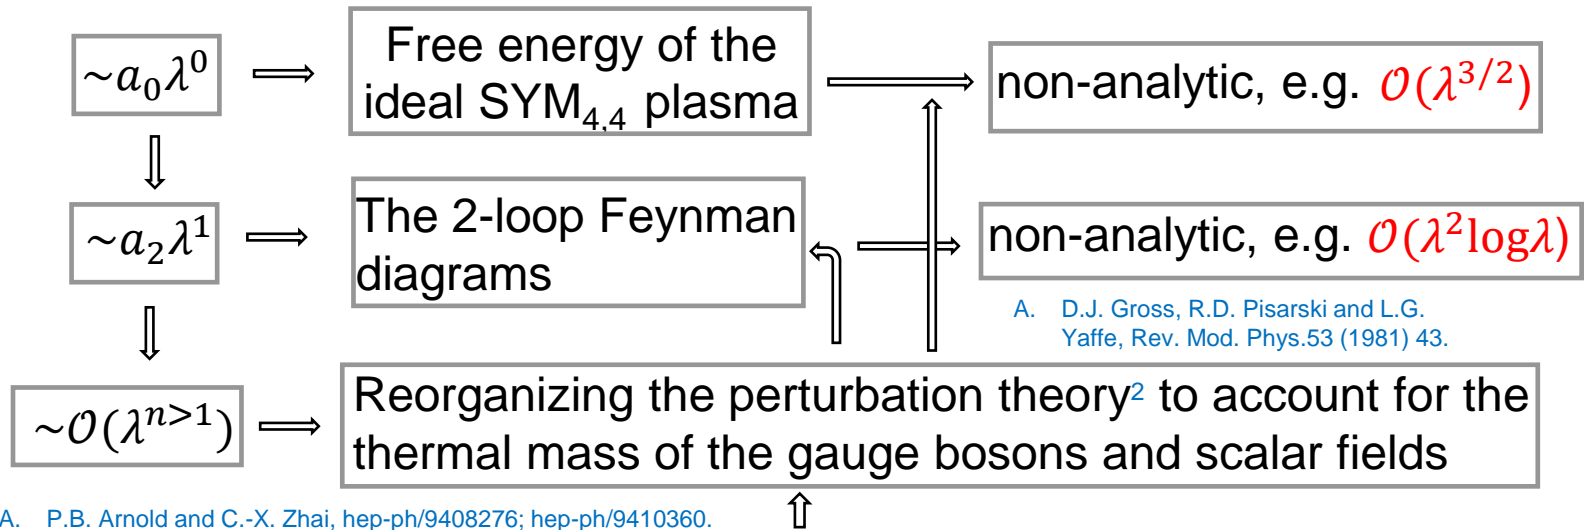 ~a₀λ⁰
Free energy of the
ideal SYM₄,₄ plasma
non-analytic, e.g. 𝒪(λ^{3/2})
~a₂λ¹
The 2-loop Feynman
diagrams
non-analytic, e.g. 𝒪(λ²logλ)
A. D.J. Gross, R.D. Pisarski and L.G.
Yaffe, Rev. Mod. Phys.53 (1981) 43.
~𝒪(λ^{n>1})
Reorganizing the perturbation theory² to account for the
thermal mass of the gauge bosons and scalar fields
A. P.B. Arnold and C.-X. Zhai, hep-ph/9408276; hep-ph/9410360.